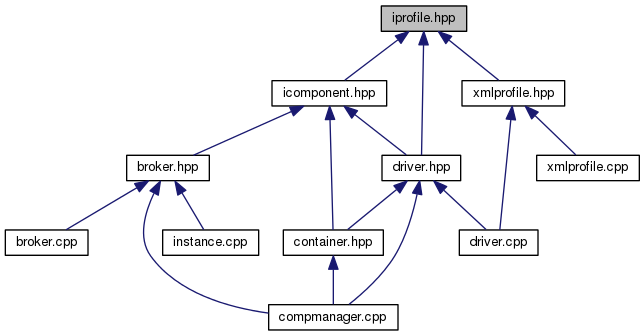 iprofile.hpp
icomponent.hpp
xmlprofile.hpp
broker.hpp
driver.hpp
xmlprofile.cpp
broker.cpp
instance.cpp
container.hpp
driver.cpp
compmanager.cpp